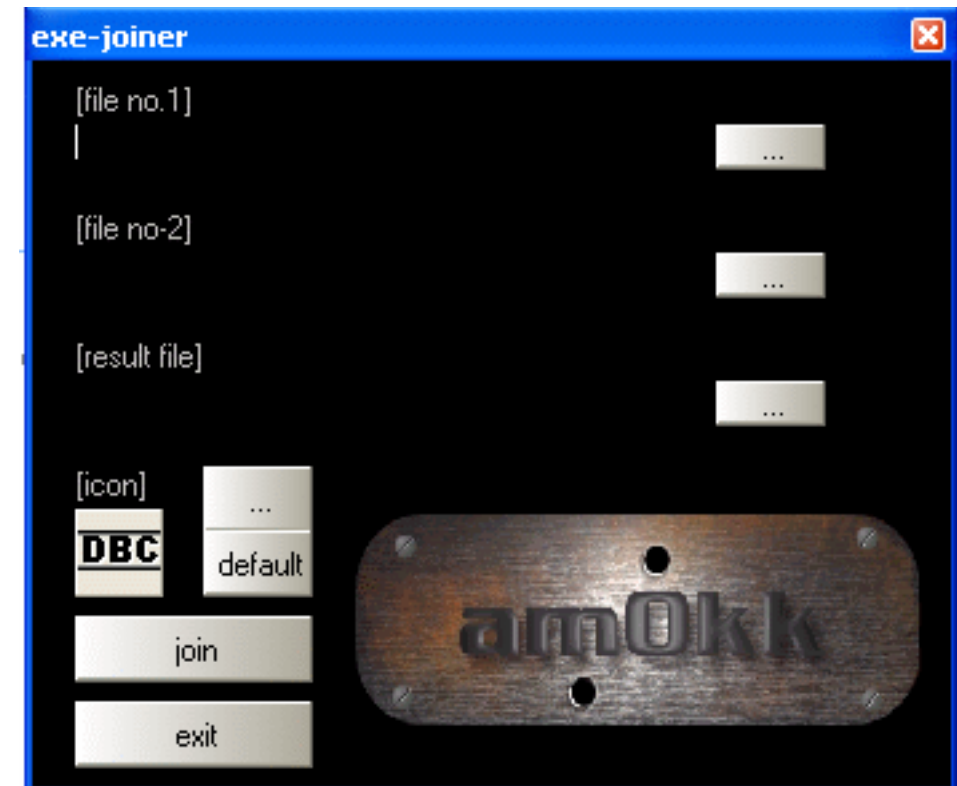 exe-joiner
[file no.1]
...
[file no-2]
...
[result file]
...
[icon]
...
DBC
default
join
exit
am0kk